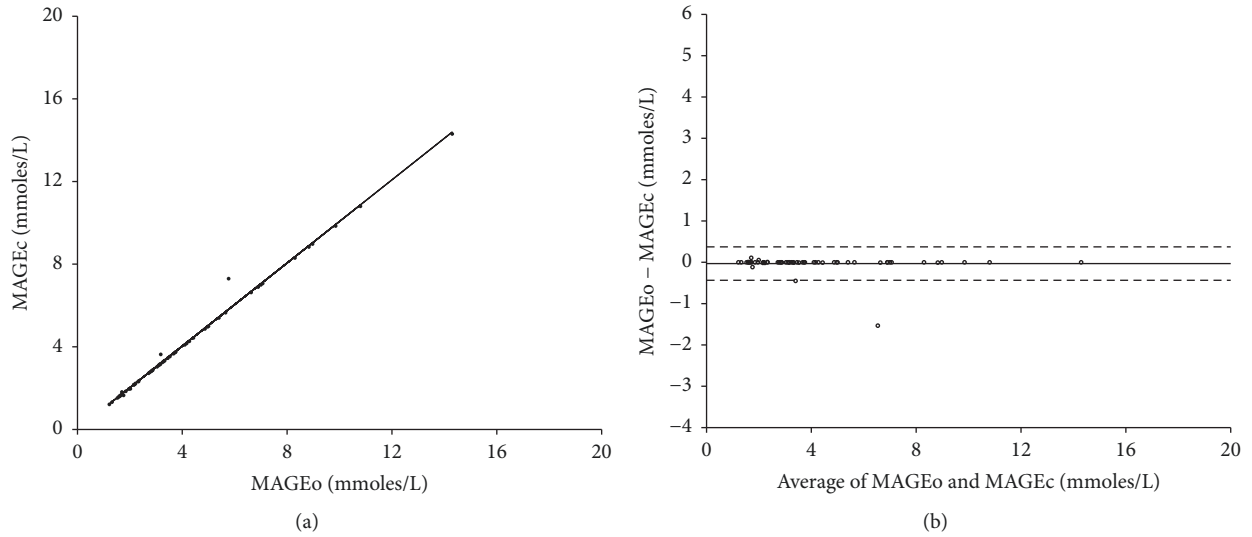 20
16
12
8
4
0
MAGEc (mmoles/L)
0 4 8 12 16 20
MAGEo (mmoles/L)
(a)
6
5
4
3
2
1
0
−1
−2
−3
−4
MAGEo − MAGEc (mmoles/L)
0 4 8 12 16 20
Average of MAGEo and MAGEc (mmoles/L)
(b)